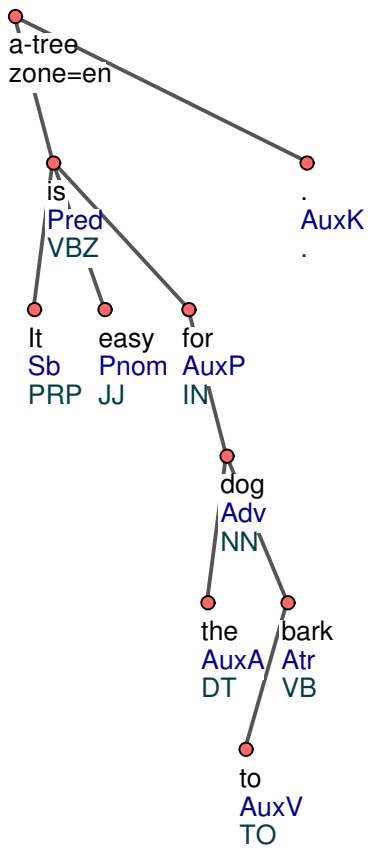 a-tree
zone=en
is
Pred
VBZ
.
AuxK
.
It
Sb
PRP
easy
Pnom
JJ
for
AuxP
IN
dog
Adv
NN
the
AuxA
DT
bark
Atr
VB
to
AuxV
TO